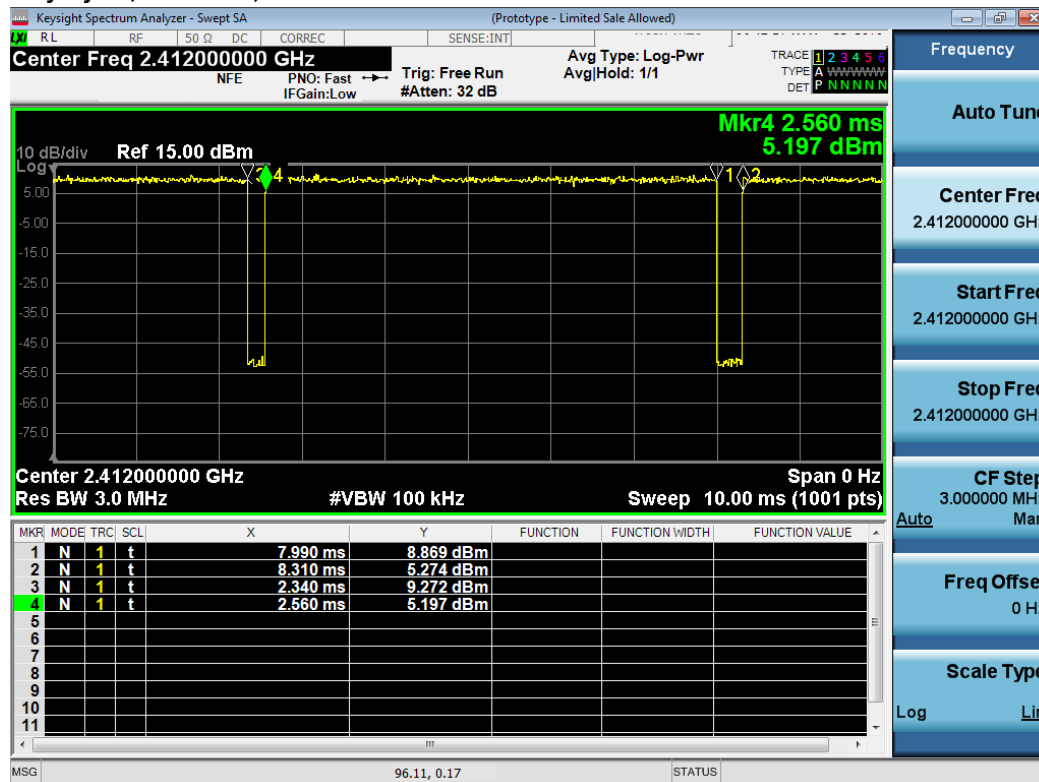 Keysight Spectrum Analyzer - Swept SA (Prototype - Limited Sale Allowed)
LXI RL RF 50 Ω DC CORREC SENSE:INT
Center Freq 2.412000000 GHz
NFE PNO: Fast Trig: Free Run
IFGain:Low #Atten: 32 dB
Avg Type: Log-Pwr
Avg|Hold: 1/1
TRACE 1 2 3 4 5 6
TYPE A WWWWW
DET P N N N N N
Mkr4 2.560 ms
5.197 dBm
10 dB/div Ref 15.00 dBm
Log
5.00
-5.00
-15.0
-25.0
-35.0
-45.0
-55.0
-65.0
-75.0
3 4 1 2
Center 2.412000000 GHz Span 0 Hz
Res BW 3.0 MHz #VBW 100 kHz Sweep 10.00 ms (1001 pts)
MKR MODE TRC SCL X Y FUNCTION FUNCTION WIDTH FUNCTION VALUE
1 N 1 t 7.990 ms 8.869 dBm
2 N 1 t 8.310 ms 5.274 dBm
3 N 1 t 2.340 ms 9.272 dBm
4 N 1 t 2.560 ms 5.197 dBm
5
6
7
8
9
10
11
MSG 96.11, 0.17 STATUS
Frequency
Auto Tune
Center Freq
2.412000000 GHz
Start Freq
2.412000000 GHz
Stop Freq
2.412000000 GHz
CF Step
3.000000 MHz
Auto Man
Freq Offset
0 Hz
Scale Type
Log Lin